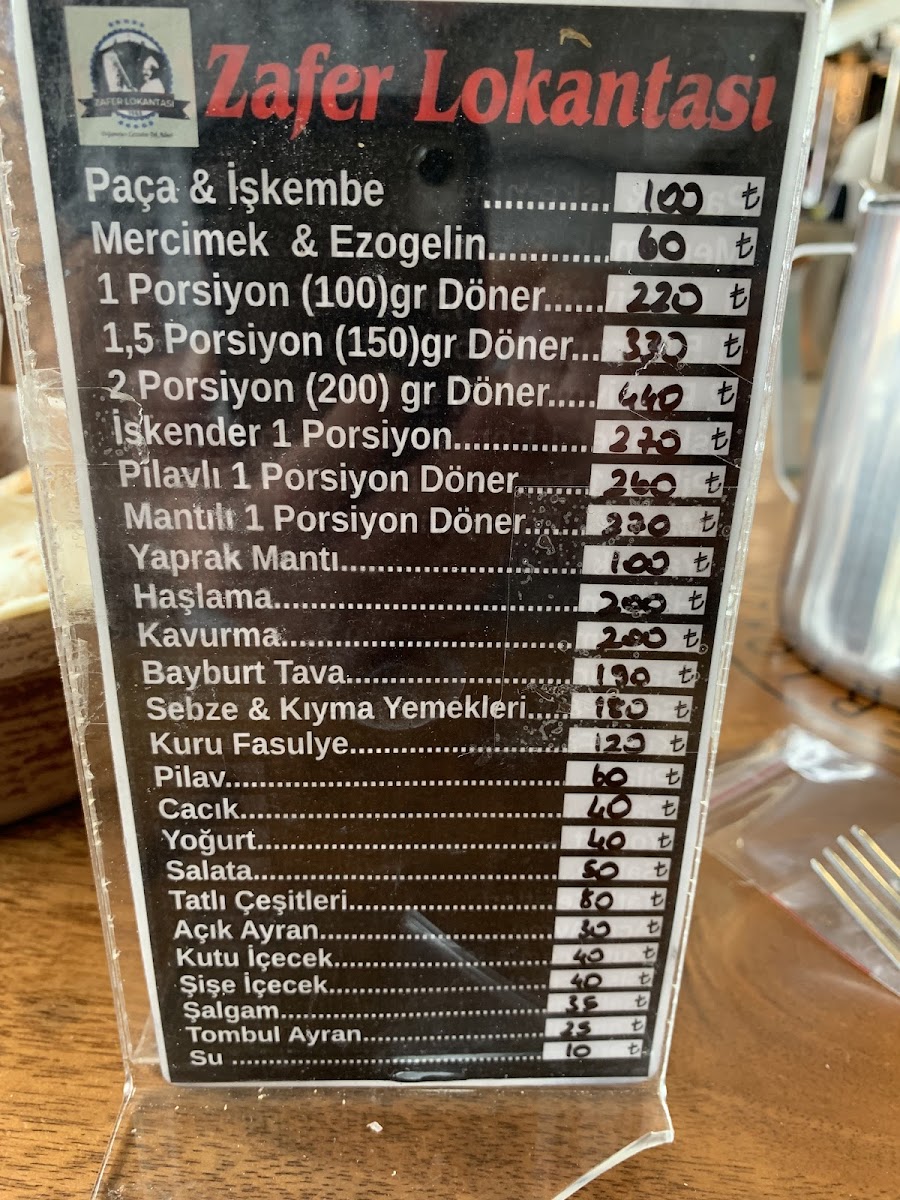 ZAFER LOKANTASI
Zafer Lokantası
Paça & İşkembe ............ 100 ₺
Mercimek & Ezogelin............. 60 ₺
1 Porsiyon (100)gr Döner...... 220 ₺
1,5 Porsiyon (150)gr Döner... 330 ₺
2 Porsiyon (200) gr Döner..... 440 ₺
İskender 1 Porsiyon............... 270 ₺
Pilavlı 1 Porsiyon Döner........ 260 ₺
Mantılı 1 Porsiyon Döner....... ₺
Yaprak Mantı............................ 100 ₺
Haşlama.................................... 200 ₺
Kavurma.................................... 200 ₺
Bayburt Tava............................ 190 ₺
Sebze & Kıyma Yemekleri..... 180 ₺
Kuru Fasulye............................ 120 ₺
Pilav........................................... 60 ₺
Cacık.......................................... 40 ₺
Yoğurt........................................ 40 ₺
Salata......................................... 50 ₺
Tatlı Çeşitleri............................ 80 ₺
Açık Ayran................................ 30 ₺
Kutu İçecek.............................. 40 ₺
Şişe İçecek.............................. 40 ₺
Şalgam...................................... 35 ₺
Tombul Ayran.......................... 25 ₺
Su .............................................. 10 ₺